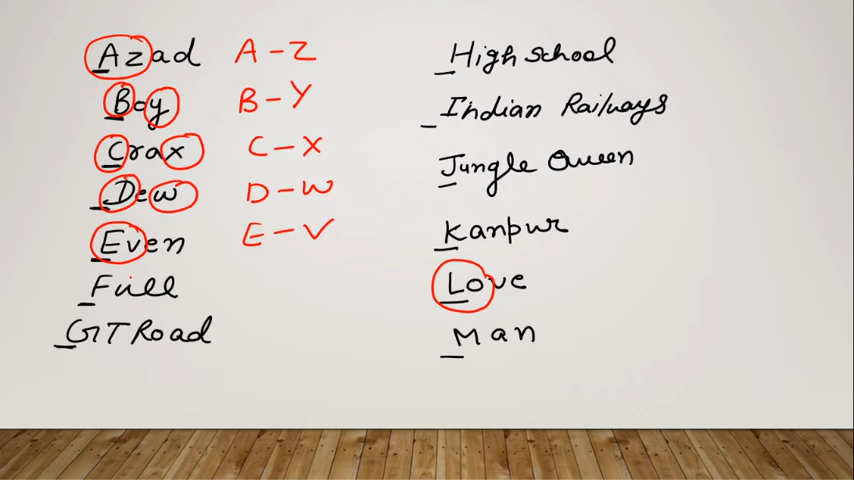 Azad A-Z
Boy B-Y
Crax C-X
Dew D-W
Even E-V
Full
GT Road
High school
Indian Railways
Jungle Queen
Kanpur
Love
Man